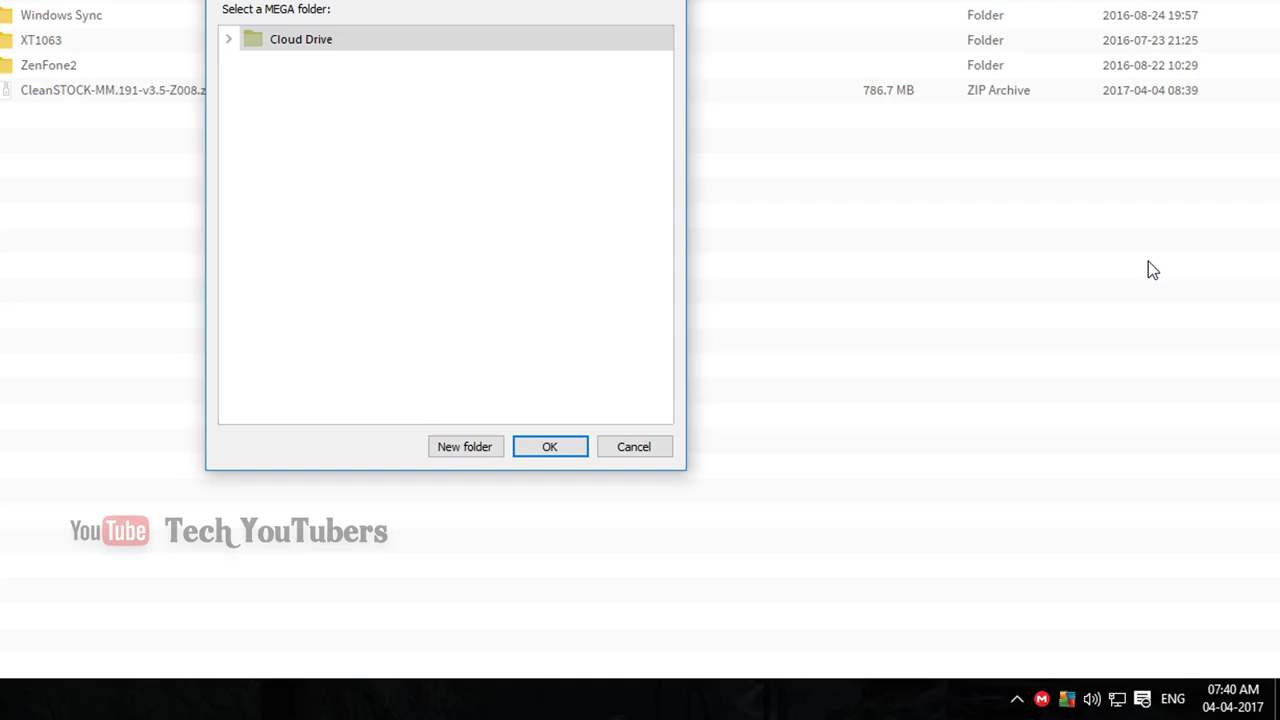 Select a MEGA folder:
Windows Sync Folder 2016-08-24 19:57
Cloud Drive
XT1063 Folder 2016-07-23 21:25
ZenFone2 Folder 2016-08-22 10:29
CleanSTOCK-MM.191-v3.5-Z008.z 786.7 MB ZIP Archive 2017-04-04 08:39
New folder OK Cancel
YouTube Tech YouTubers
ENG 07:40 AM
04-04-2017